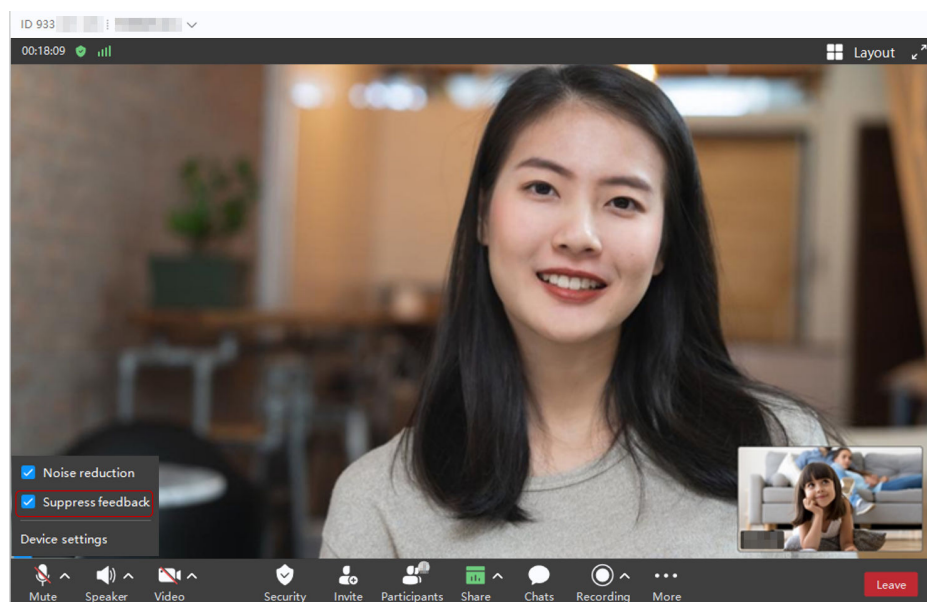 ID 933
00:18:09
Layout
Noise reduction
Suppress feedback
Device settings
Mute Speaker Video Security Invite Participants Share Chats Recording More Leave